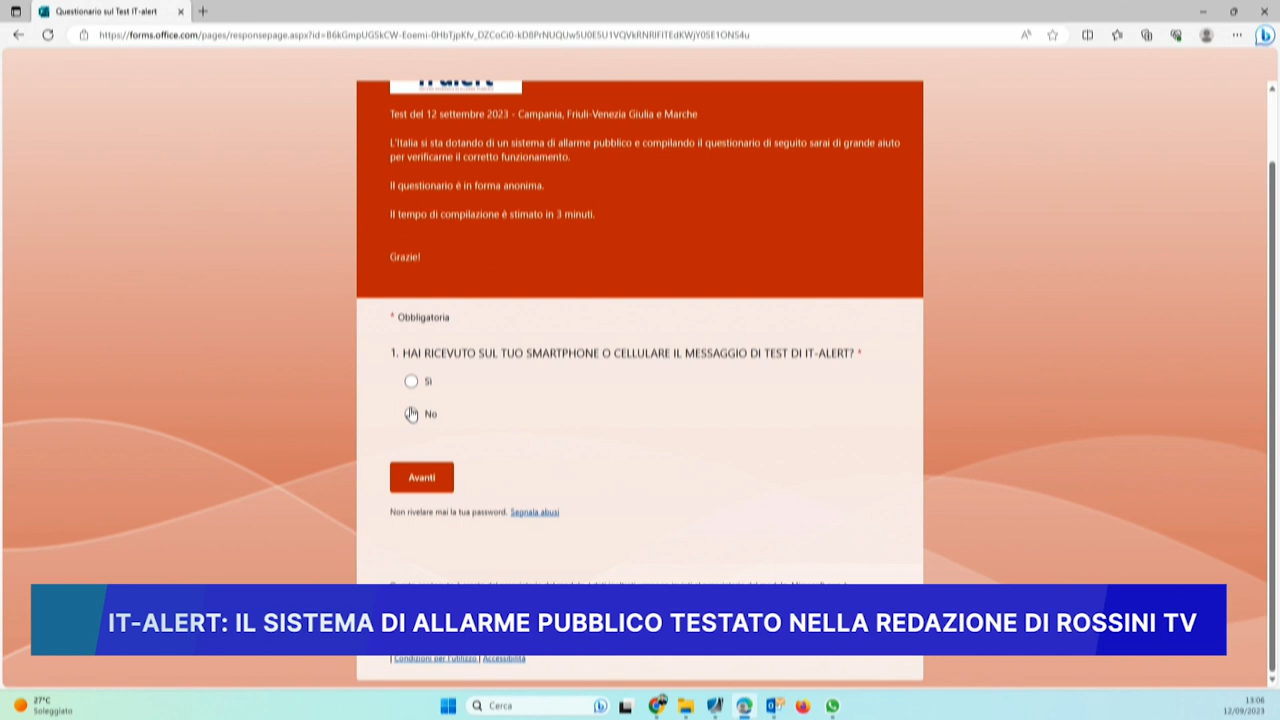 Questionario sul Test IT-alert
Test del 12 settembre 2023 - Campania, Friuli-Venezia Giulia e Marche
L'Italia si sta dotando di un sistema di allarme pubblico e compilando il questionario di seguito sarai di grande aiuto
per verificarne il corretto funzionamento.
Il questionario è in forma anonima.
Il tempo di compilazione è stimato in 3 minuti.
Grazie!
* Obbligatoria
1. HAI RICEVUTO SUL TUO SMARTPHONE O CELLULARE IL MESSAGGIO DI TEST DI IT-ALERT? *
Sì
No
Avanti
Non rivelare mai la tua password. Segnala abusi
IT-ALERT: IL SISTEMA DI ALLARME PUBBLICO TESTATO NELLA REDAZIONE DI ROSSINI TV
| Condizioni per l'utilizzo | Accessibilità
27°C
Soleggiato
Cerca
13:06
12/09/2023